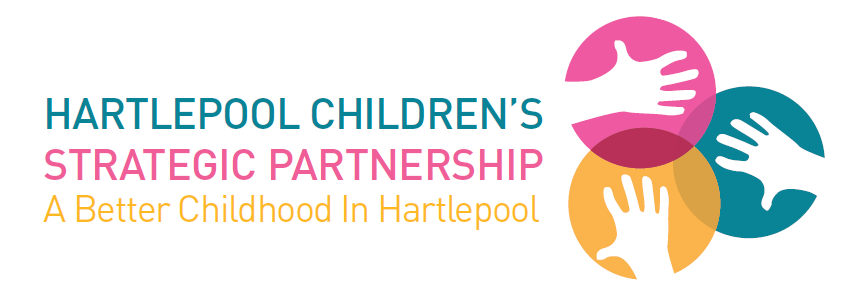 HARTLEPOOL CHILDREN'S
STRATEGIC PARTNERSHIP
A Better Childhood In Hartlepool